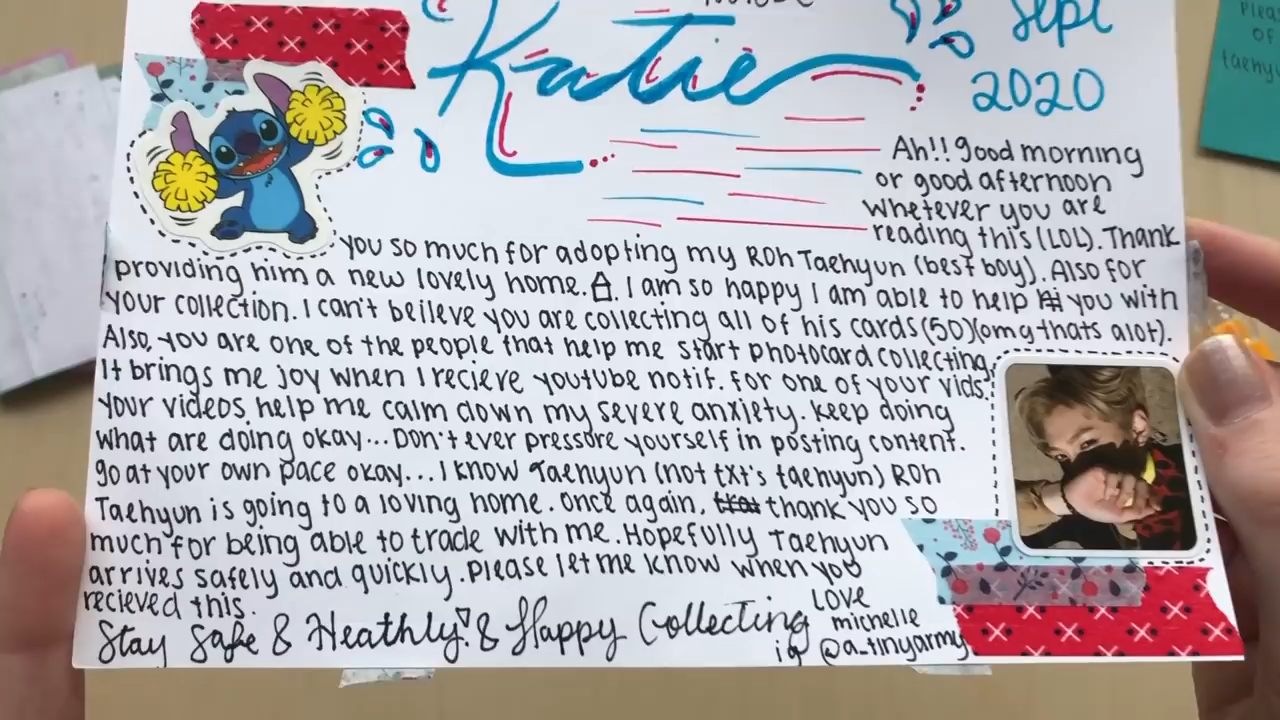 Katie
Sept
2020
Ah!! good morning
or good afternoon
whetever you are
reading this (LOL). Thank
you so much for adopting my ROH Taehyun (best boy). Also for
providing him a new lovely home. I am so happy I am able to help you with
your collection. I can't beileve you are collecting all of his cards (50)(omg thats alot).
Also, you are one of the people that help me start photocard collecting.
It brings me joy when I recieve youtube notif. for one of your vids.
your videos help me calm down my severe anxiety. keep doing
what are doing okay... Don't ever pressure yourself in posting content.
go at your own pace okay... I know Taehyun (not txt's taehyun) ROH
Taehyun is going to a loving home. once again, thank you so
much for being able to trade with me. Hopefully Taehyun
arrives safely and quickly. please let me know when you
recieved this.
Stay Safe & Heathly! & Happy Collecting
LOVE
michelle
ig @a_tinyarmy
Plea
of
taehy